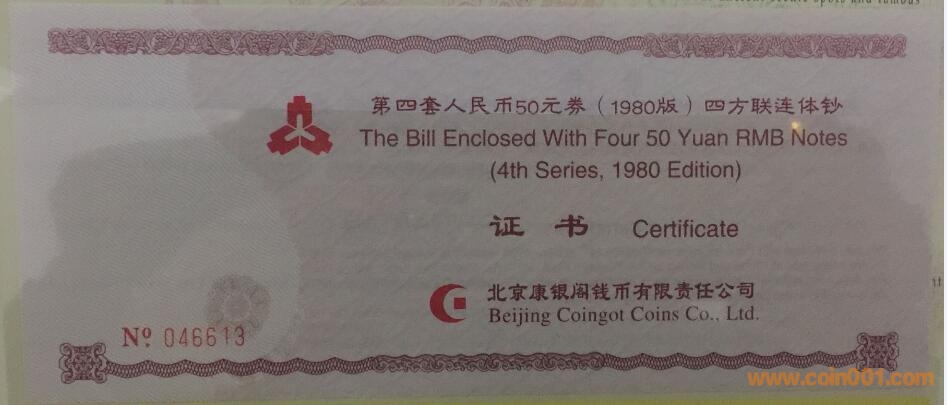 第四套人民币50元券（1980版）四方联连体钞
The Bill Enclosed With Four 50 Yuan RMB Notes
(4th Series, 1980 Edition)
证书 Certificate
北京康银阁钱币有限责任公司
Beijing Coingot Coins Co., Ltd.
Nº 046613
www.coin001.com